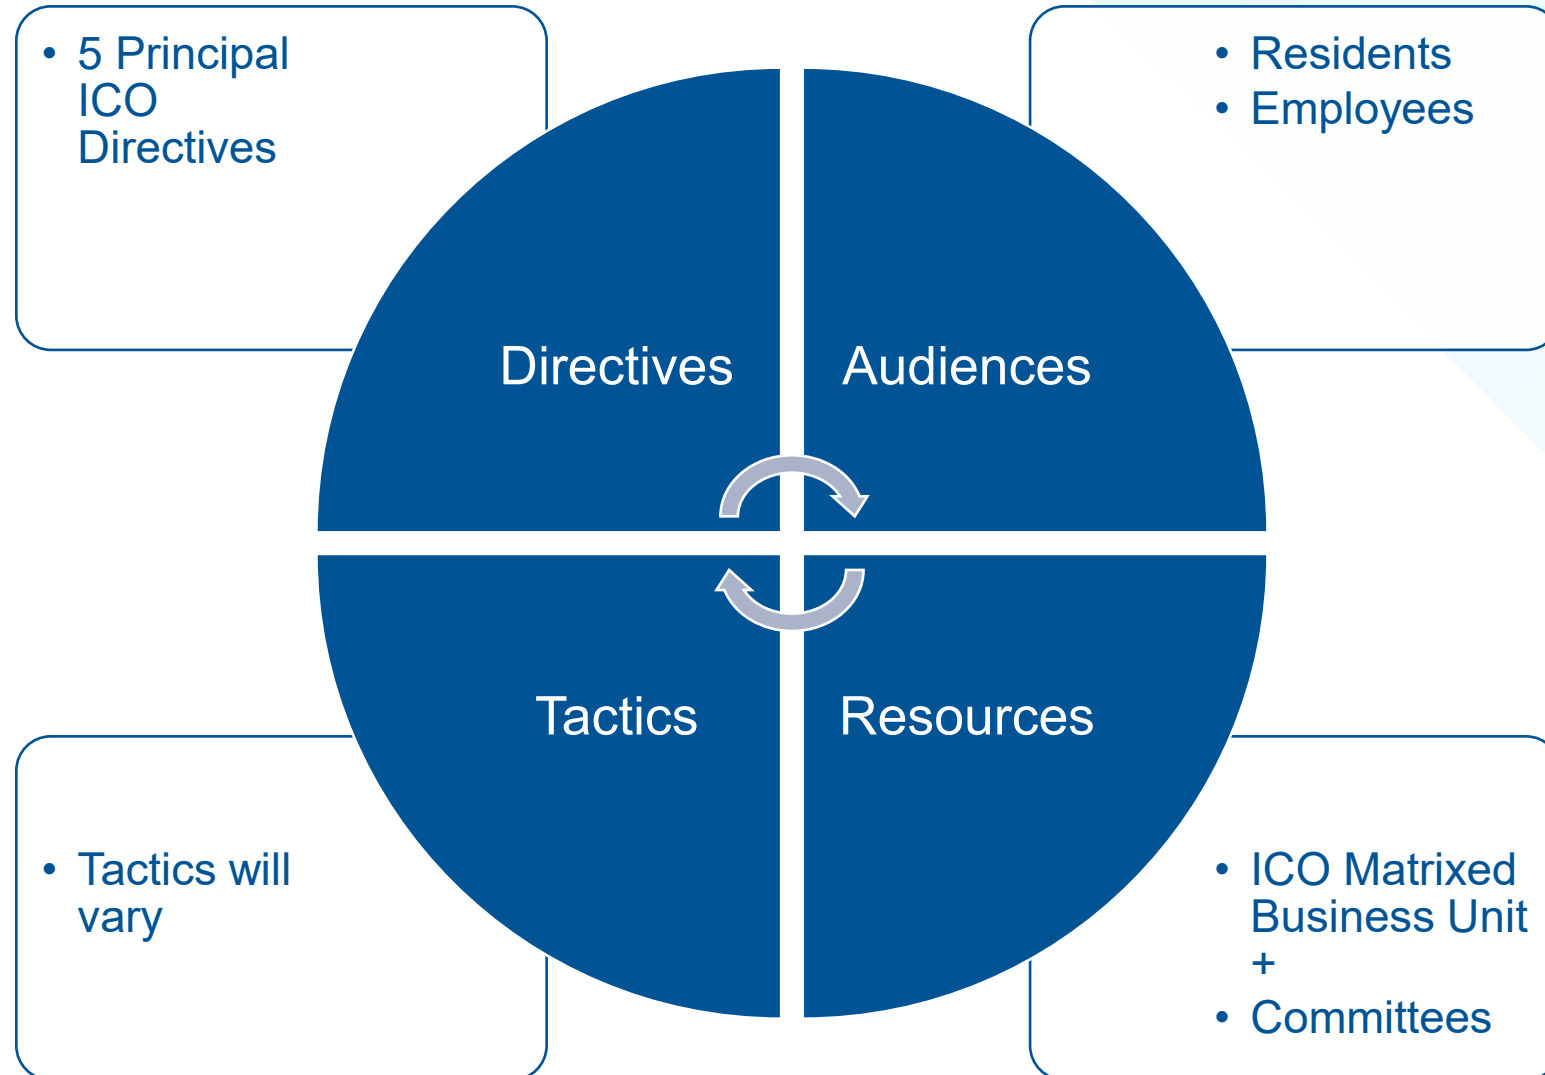 • 5 Principal
ICO
Directives
• Residents
• Employees
Directives
Audiences
Tactics
Resources
• Tactics will
vary
• ICO Matrixed
Business Unit
+
• Committees